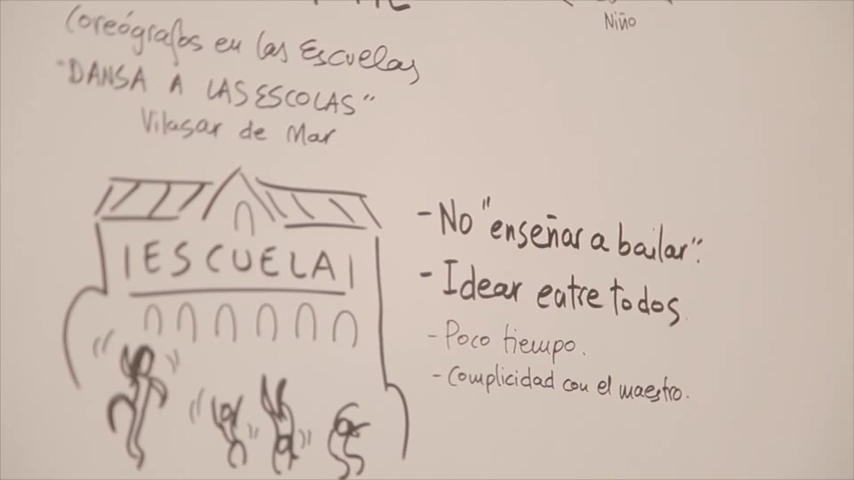 Niño
Coreógrafos en las Escuelas
"DANSA A LAS ESCOLAS"
Vilasar de Mar
ESCUELA
- No "enseñar a bailar".
- Idear entre todos
- Poco tiempo.
- Complicidad con el maestro.